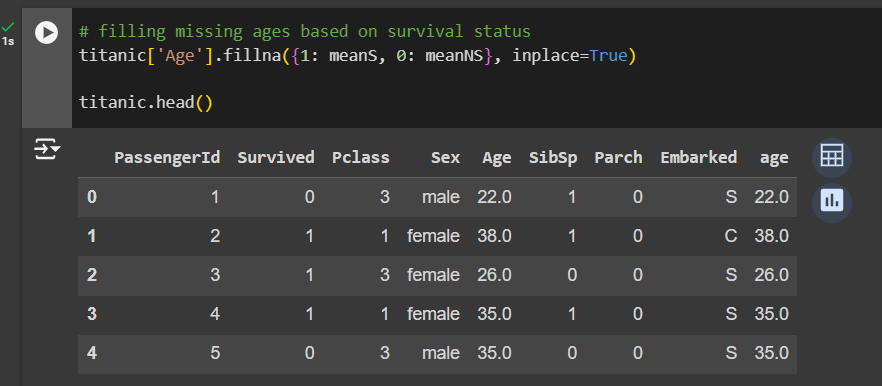 1s
# filling missing ages based on survival status
titanic['Age'].fillna({1: meanS, 0: meanNS}, inplace=True)
titanic.head()
PassengerId Survived Pclass Sex Age SibSp Parch Embarked age
0 1 0 3 male 22.0 1 0 S 22.0
1 2 1 1 female 38.0 1 0 C 38.0
2 3 1 3 female 26.0 0 0 S 26.0
3 4 1 1 female 35.0 1 0 S 35.0
4 5 0 3 male 35.0 0 0 S 35.0